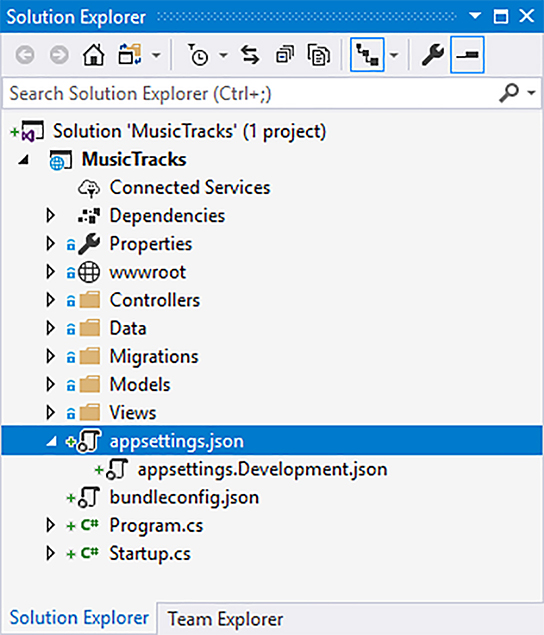 Solution Explorer
Search Solution Explorer (Ctrl+;)
Solution 'MusicTracks' (1 project)
MusicTracks
Connected Services
Dependencies
Properties
wwwroot
Controllers
Data
Migrations
Models
Views
appsettings.json
appsettings.Development.json
bundleconfig.json
C# Program.cs
C# Startup.cs
Solution Explorer Team Explorer